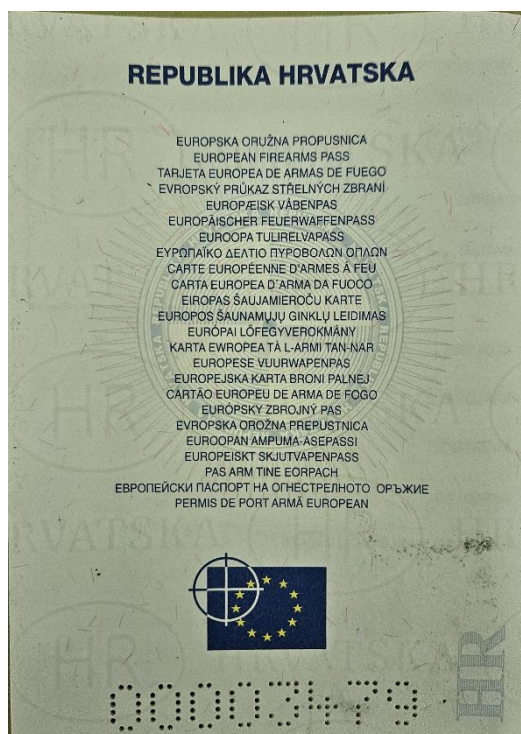 REPUBLIKA HRVATSKA
EUROPSKA ORUŽNA PROPUSNICA
EUROPEAN FIREARMS PASS
TARJETA EUROPEA DE ARMAS DE FUEGO
EVROPSKÝ PRŮKAZ STŘELNÝCH ZBRANÍ
EUROPÆISK VÅBENPAS
EUROPÄISCHER FEUERWAFFENPASS
EUROOPA TULIRELVAPASS
ΕΥΡΩΠΑΪΚΟ ΔΕΛΤΙΟ ΠΥΡΟΒΟΛΩΝ ΟΠΛΩΝ
CARTE EUROPÉENNE D'ARMES À FEU
CARTA EUROPEA D´ARMA DA FUOCO
EIROPAS ŠAUJAMIEROČU KARTE
EUROPOS ŠAUNAMŲJŲ GINKLŲ LEIDIMAS
EURÓPAI LŐFEGYVEROKMÁNY
KARTA EWROPEA TÀ L-ARMI TAN-NAR
EUROPESE VUURWAPENPAS
EUROPEJSKA KARTA BRONI PALNEJ
CARTÃO EUROPEU DE ARMA DE FOGO
EURÓPSKY ZBROJNÝ PAS
EVROPSKA OROŽNA PREPUSTNICA
EUROOPAN AMPUMA-ASEPASSI
EUROPEISKT SKJUTVAPENPASS
PAS ARM TINE EORPACH
ЕВРОПЕЙСКИ ПАСПОРТ НА ОГНЕСТРЕЛНОТО ОРЪЖИЕ
PERMIS DE PORT ARMĂ EUROPEAN
HR
00003479